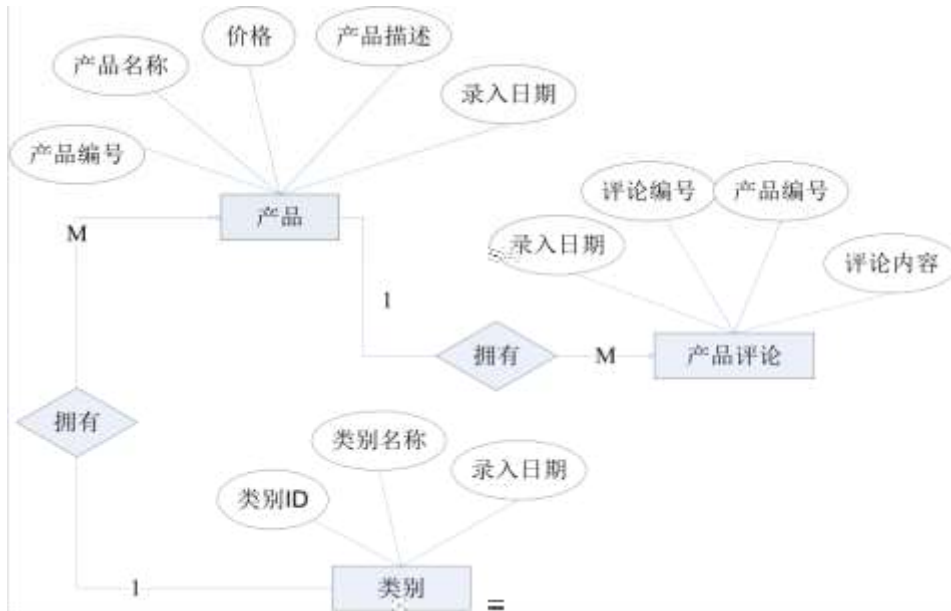 价格
产品描述
产品名称
录入日期
产品编号
产品
评论编号
产品编号
M
录入日期
评论内容
1
拥有
M
产品评论
拥有
类别名称
录入日期
类别ID
1
类别
=